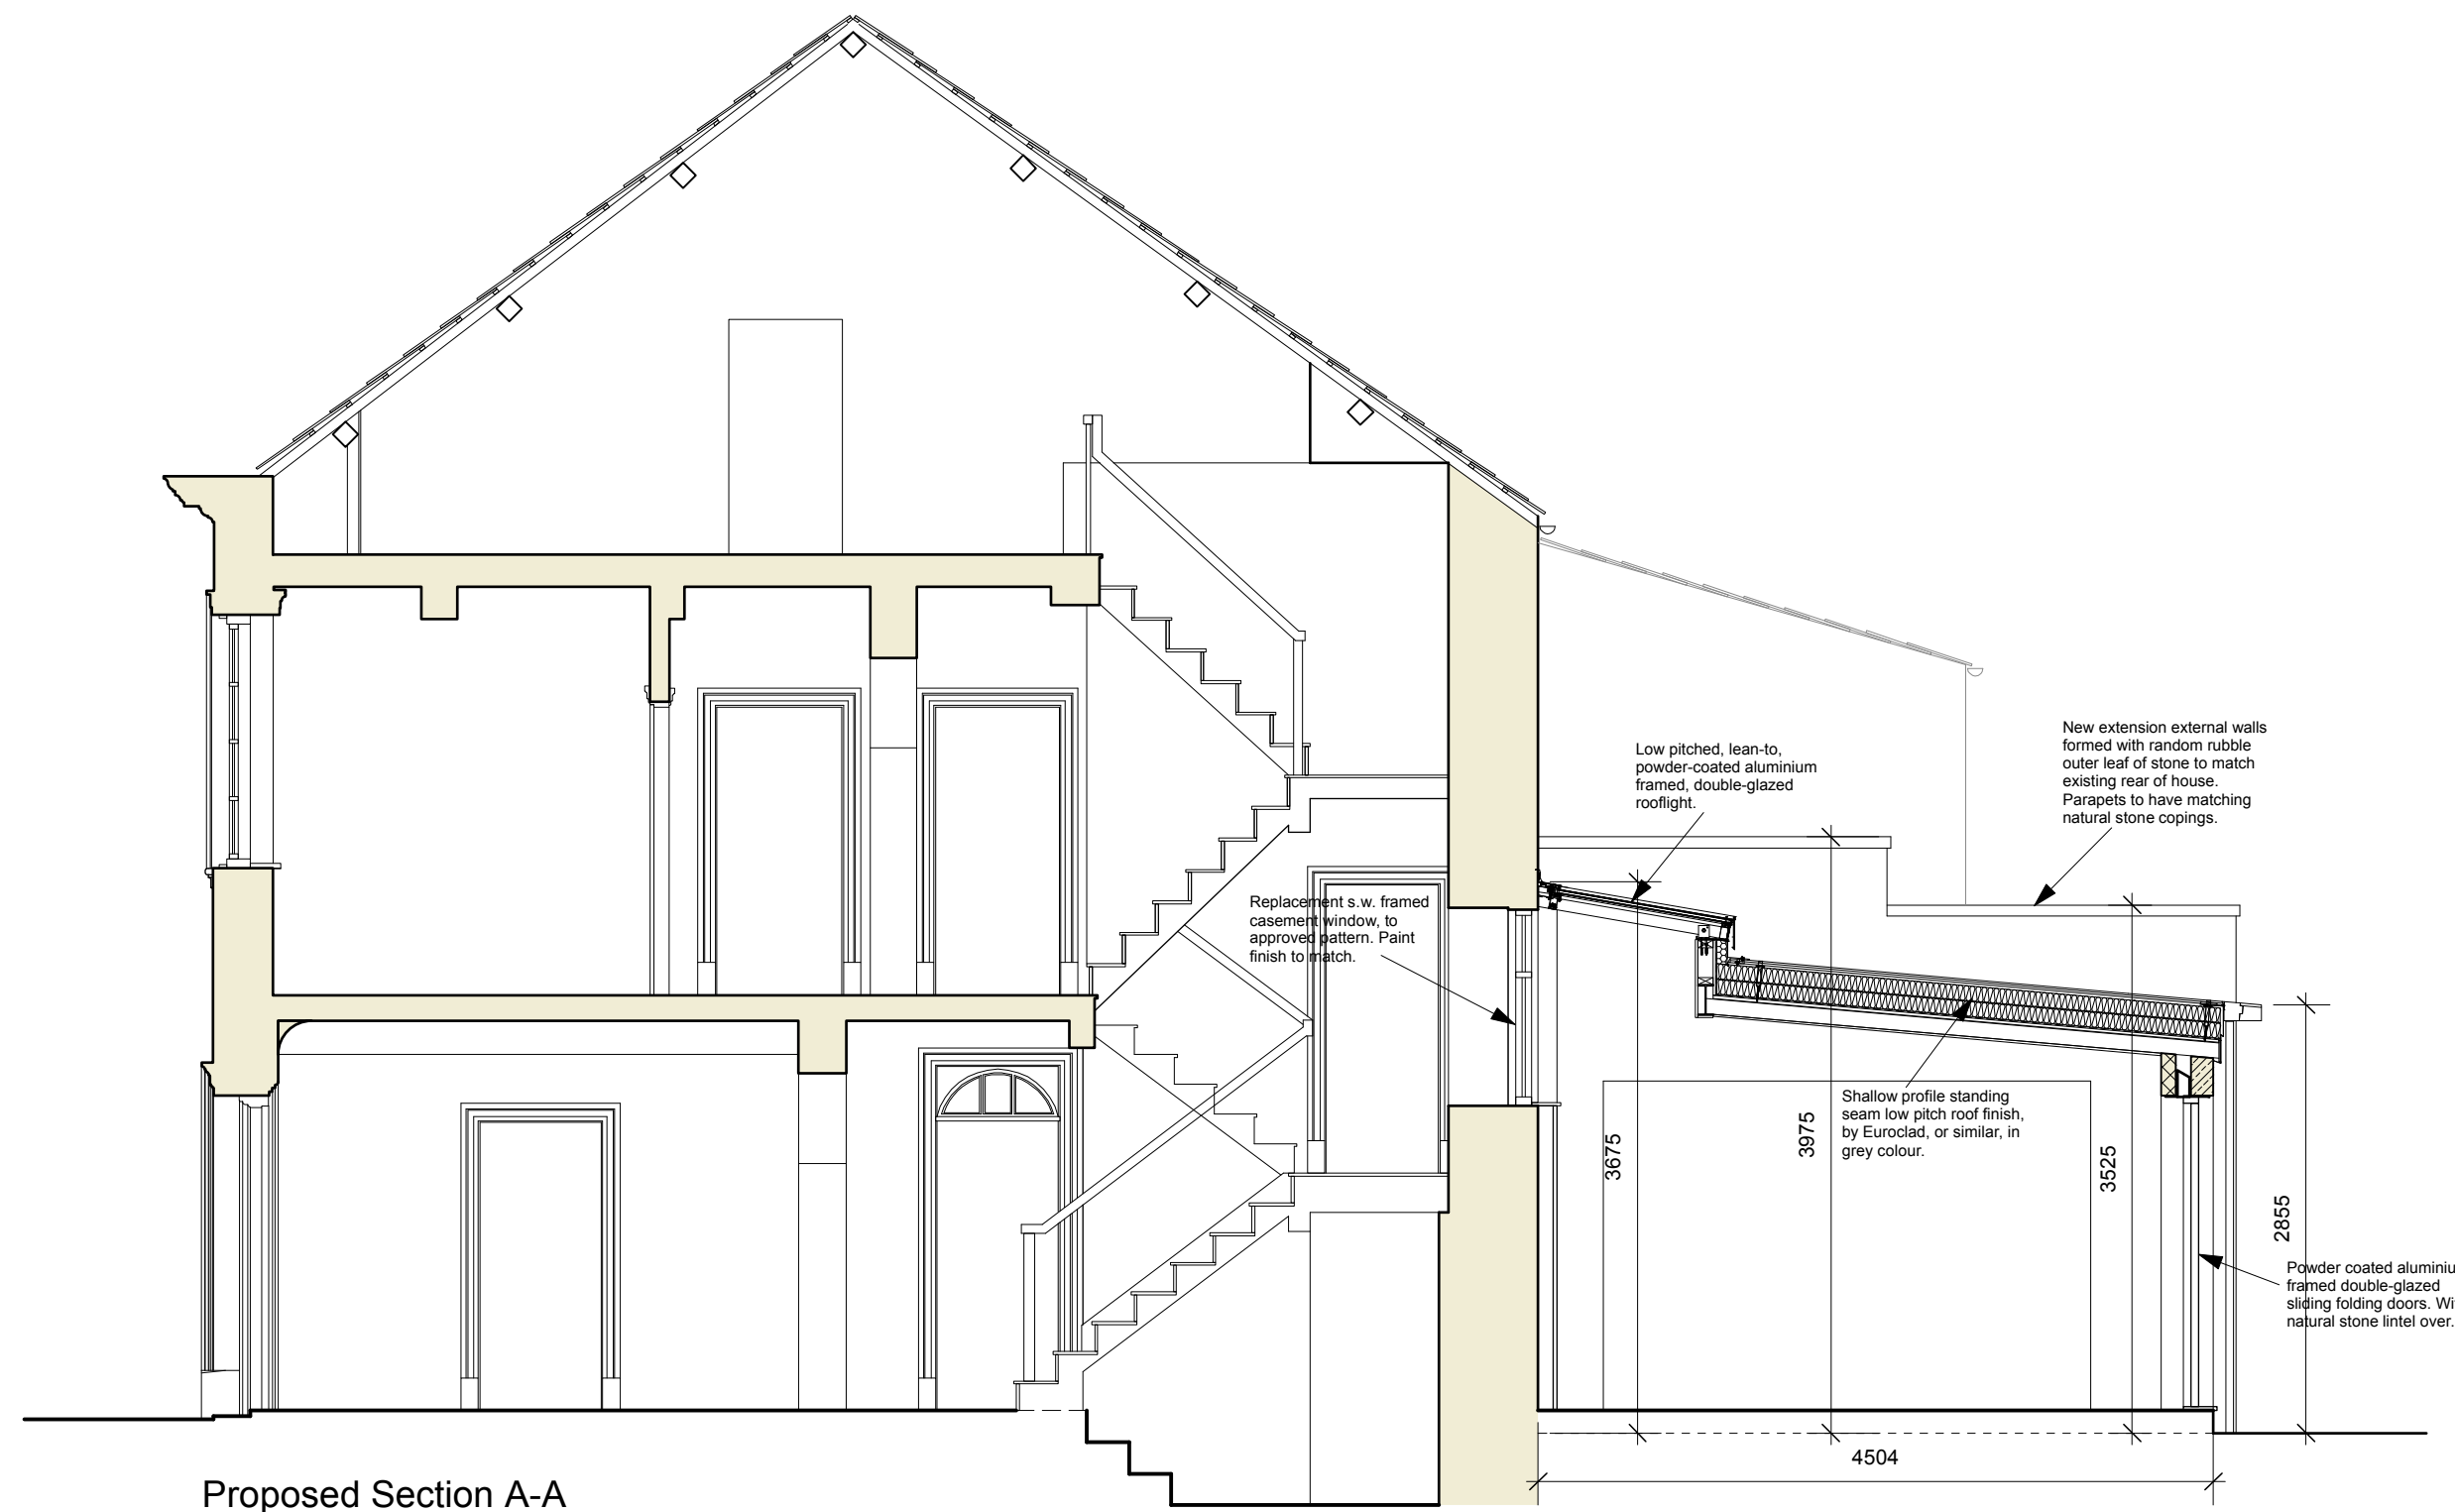 New extension external walls
formed with random rubble
outer leaf of stone to match
existing rear of house.
Parapets to have matching
natural stone copings.
Low pitched, lean-to,
powder-coated aluminium
framed, double-glazed
rooflight.
Replacement s.w. framed
casement window, to
approved pattern. Paint
finish to match.
Shallow profile standing
seam low pitch roof finish,
by Euroclad, or similar, in
grey colour.
3675
3975
3525
2855
Powder coated aluminiu
framed double-glazed
sliding folding doors. Wi
natural stone lintel over.
4504
Proposed Section A-A